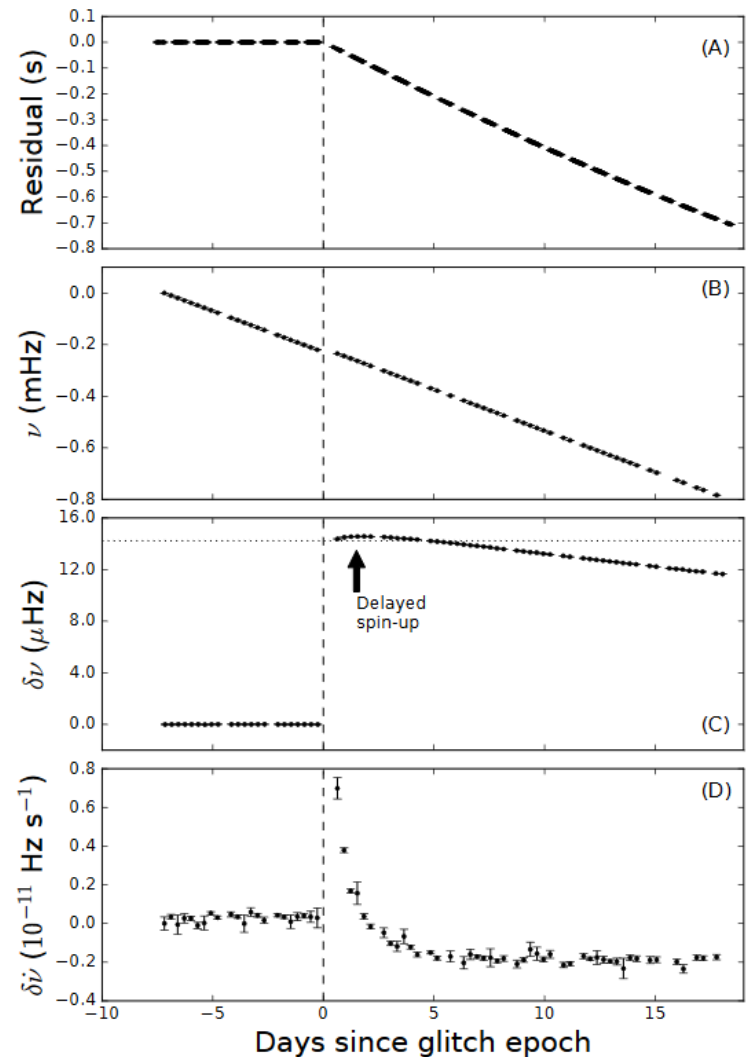 0.1
0.0
−0.1
−0.2
−0.3
−0.4
−0.5
−0.6
−0.7
−0.8
Residual (s)
(A)
0.0
−0.2
−0.4
−0.6
−0.8
ν (mHz)
(B)
16.0
12.0
8.0
4.0
0.0
δν (μHz)
Delayed
spin-up
(C)
0.8
0.6
0.4
0.2
0.0
−0.2
−0.4
δν̇ (10⁻¹¹ Hz s⁻¹)
(D)
−10 −5 0 5 10 15
Days since glitch epoch